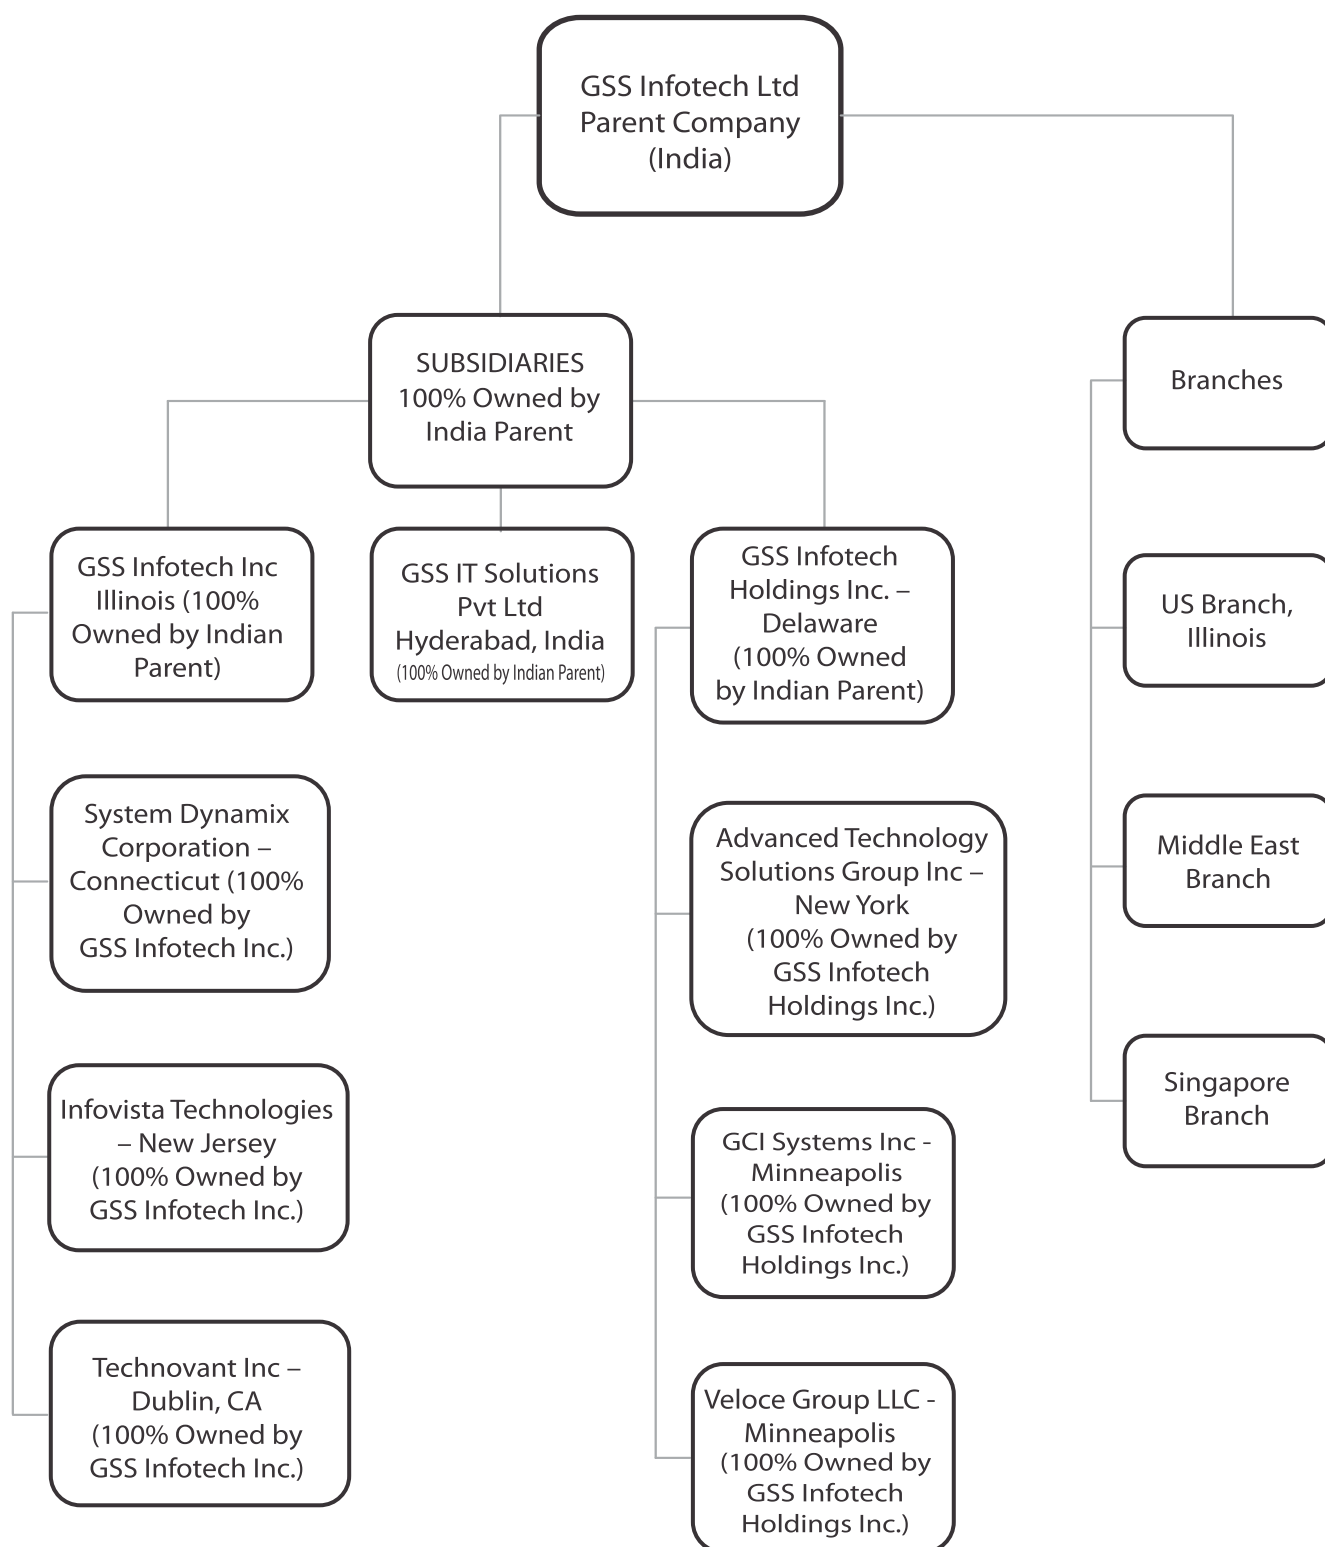 GSS Infotech Ltd
Parent Company
(India)
SUBSIDIARIES
100% Owned by
India Parent
Branches
GSS Infotech Inc
Illinois (100%
Owned by Indian
Parent)
GSS IT Solutions
Pvt Ltd
Hyderabad, India
(100% Owned by Indian Parent)
GSS Infotech
Holdings Inc. –
Delaware
(100% Owned
by Indian Parent)
US Branch,
Illinois
System Dynamix
Corporation –
Connecticut (100%
Owned by
GSS Infotech Inc.)
Advanced Technology
Solutions Group Inc –
New York
(100% Owned by
GSS Infotech
Holdings Inc.)
Middle East
Branch
Infovista Technologies
– New Jersey
(100% Owned by
GSS Infotech Inc.)
GCI Systems Inc -
Minneapolis
(100% Owned by
GSS Infotech
Holdings Inc.)
Singapore
Branch
Technovant Inc –
Dublin, CA
(100% Owned by
GSS Infotech Inc.)
Veloce Group LLC -
Minneapolis
(100% Owned by
GSS Infotech
Holdings Inc.)